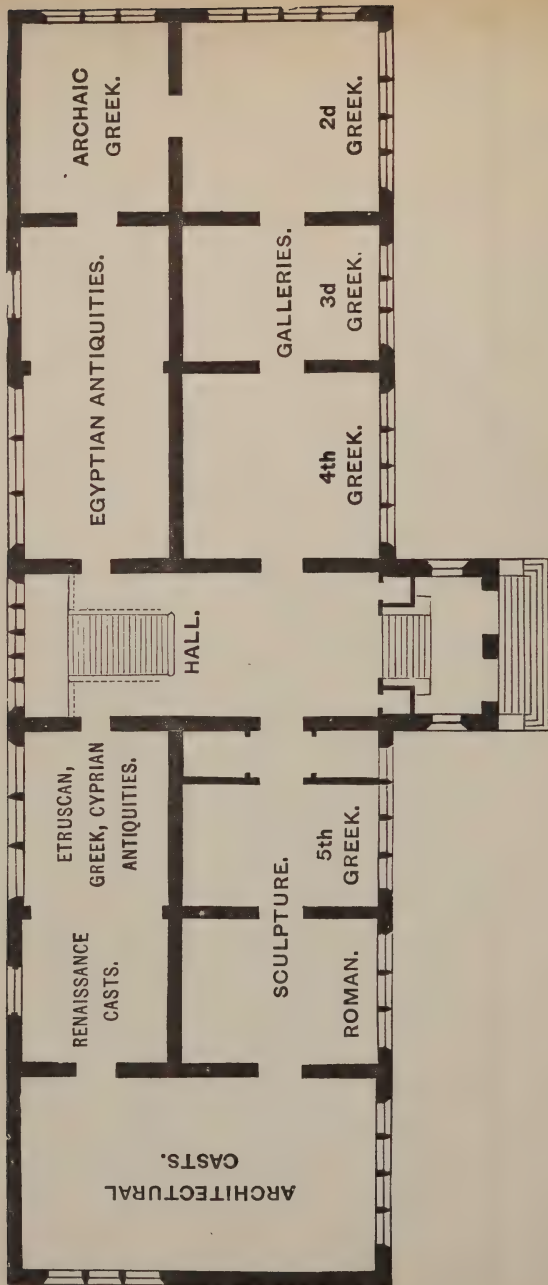 ARCHAIC
GREEK.
EGYPTIAN ANTIQUITIES.
2d
GREEK.
GALLERIES.
3d
GREEK.
4th
GREEK.
HALL.
ETRUSCAN,
GREEK, CYPRIAN
ANTIQUITIES.
RENAISSANCE
CASTS.
SCULPTURE.
5th
GREEK.
ROMAN.
ARCHITECTURAL
CASTS.